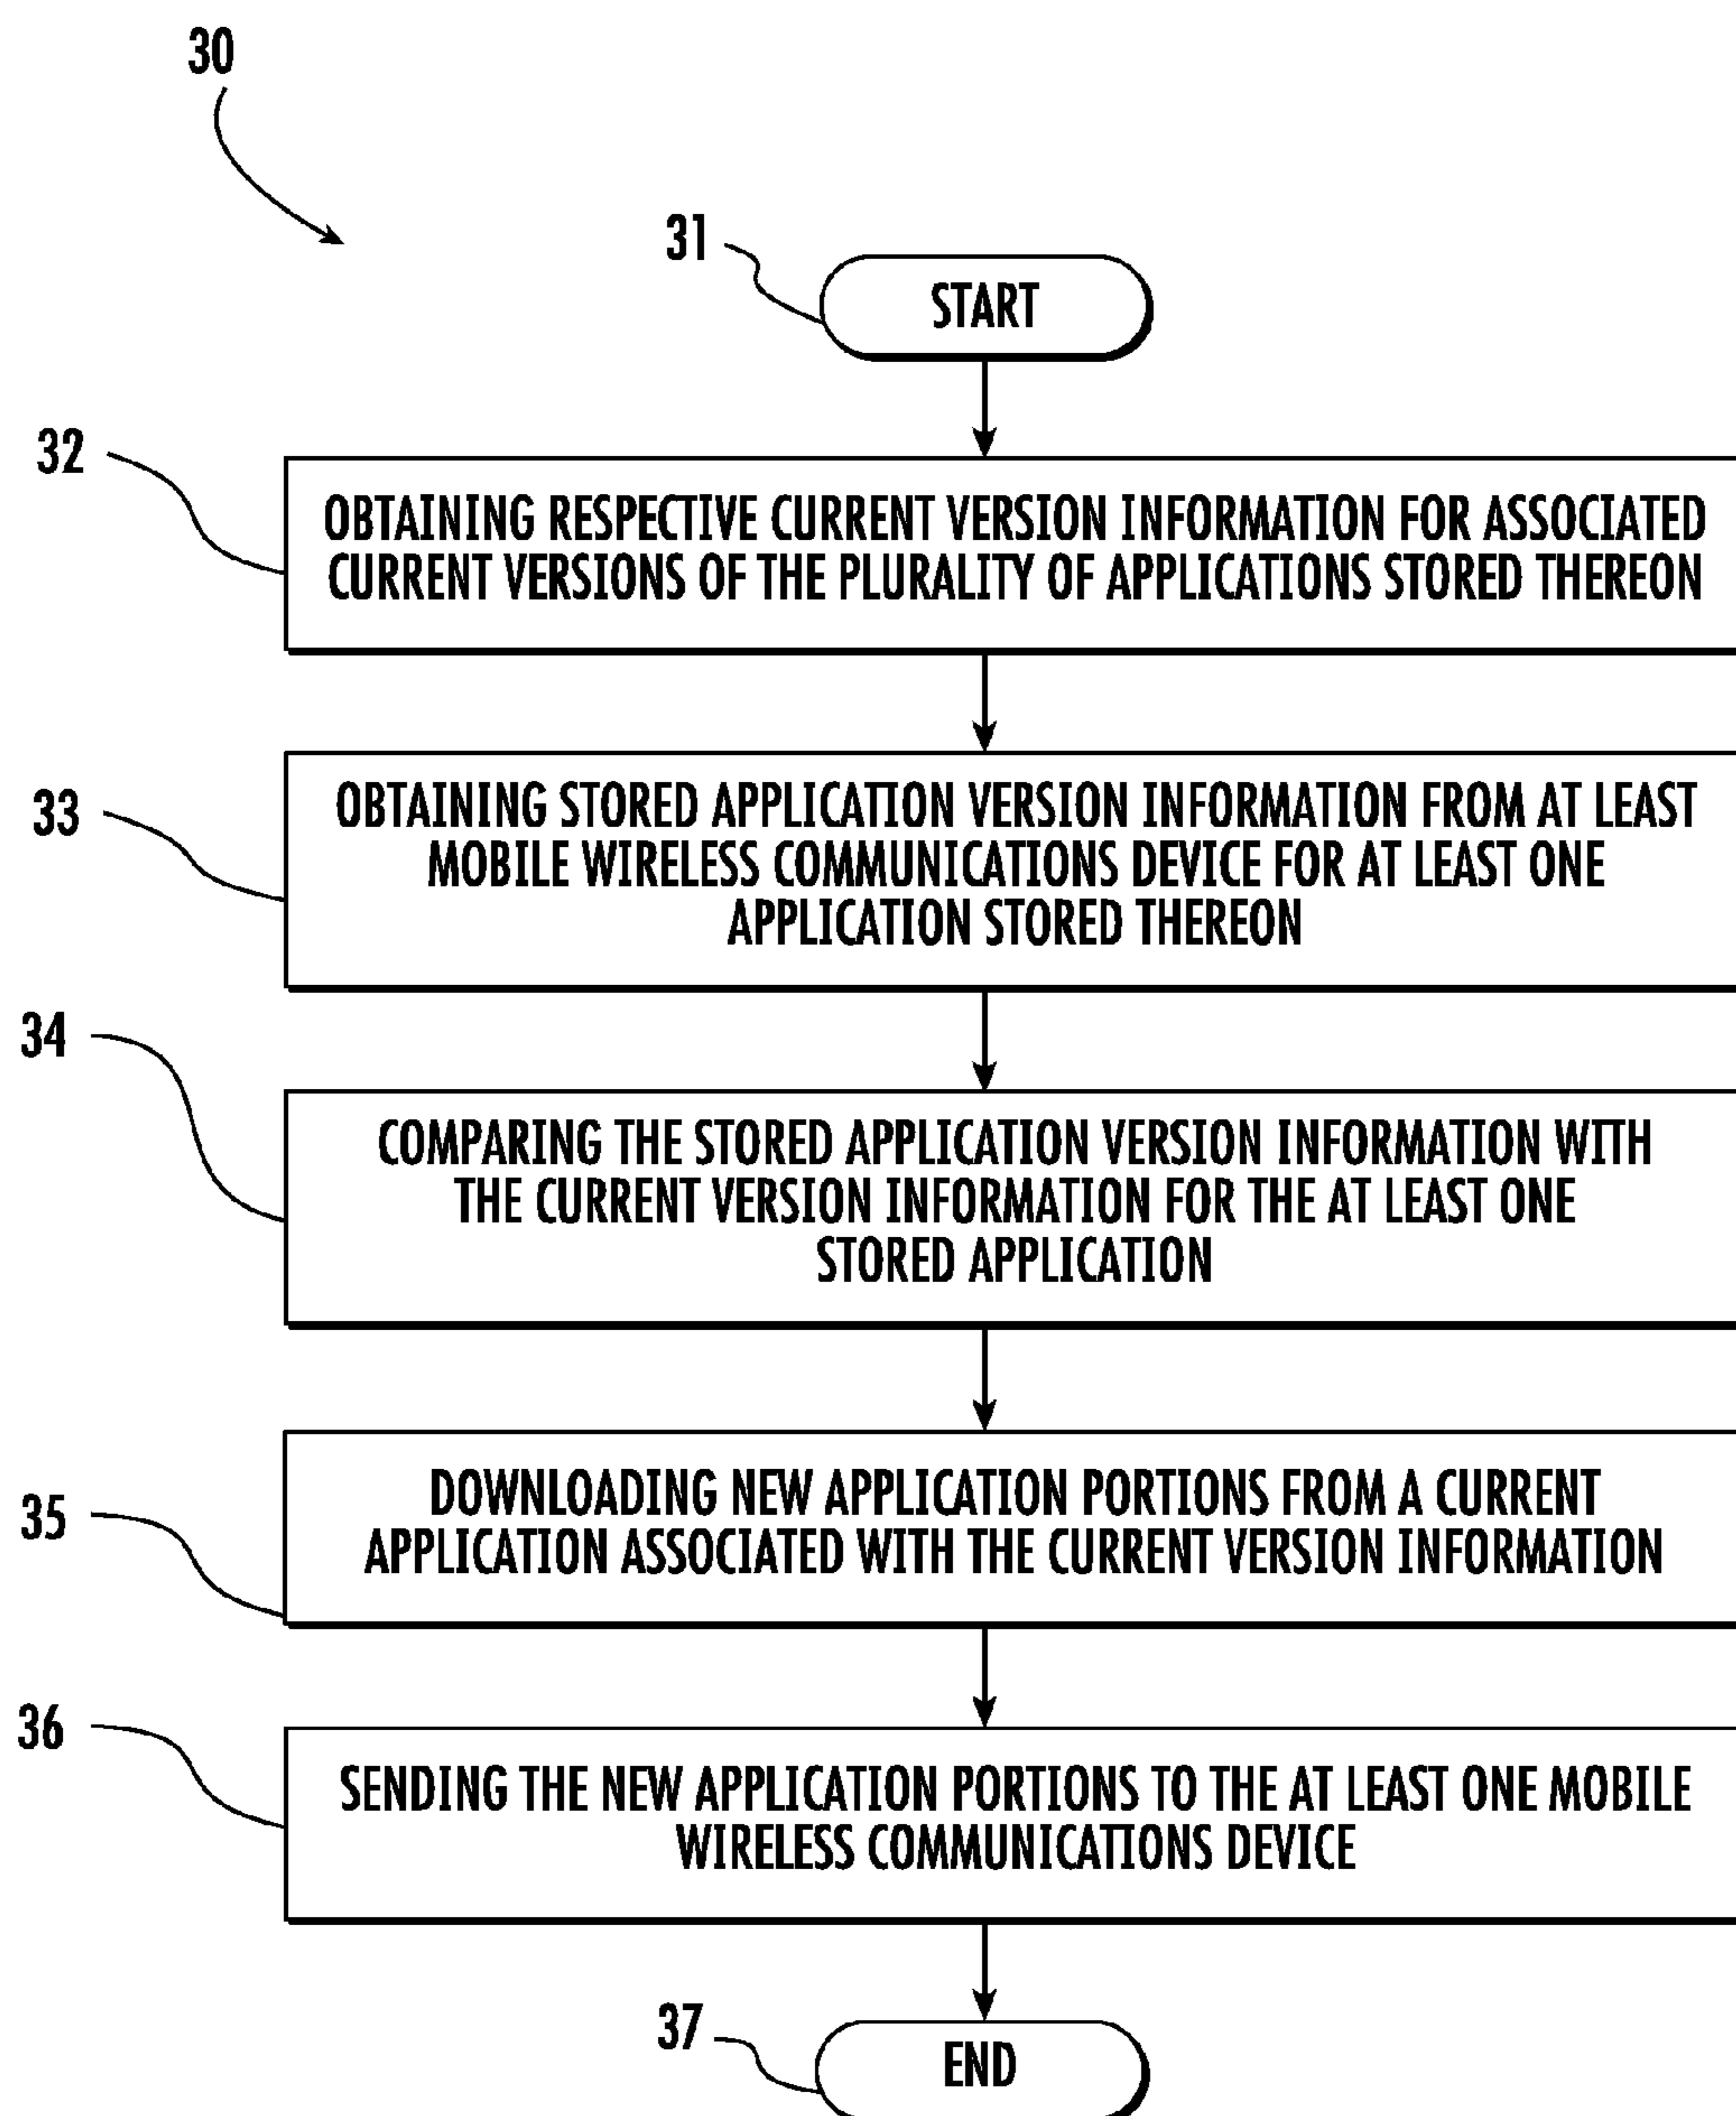 30
31
START
32
OBTAINING RESPECTIVE CURRENT VERSION INFORMATION FOR ASSOCIATED
CURRENT VERSIONS OF THE PLURALITY OF APPLICATIONS STORED THEREON
33
OBTAINING STORED APPLICATION VERSION INFORMATION FROM AT LEAST
MOBILE WIRELESS COMMUNICATIONS DEVICE FOR AT LEAST ONE
APPLICATION STORED THEREON
34
COMPARING THE STORED APPLICATION VERSION INFORMATION WITH
THE CURRENT VERSION INFORMATION FOR THE AT LEAST ONE
STORED APPLICATION
35
DOWNLOADING NEW APPLICATION PORTIONS FROM A CURRENT
APPLICATION ASSOCIATED WITH THE CURRENT VERSION INFORMATION
36
SENDING THE NEW APPLICATION PORTIONS TO THE AT LEAST ONE MOBILE
WIRELESS COMMUNICATIONS DEVICE
37
END